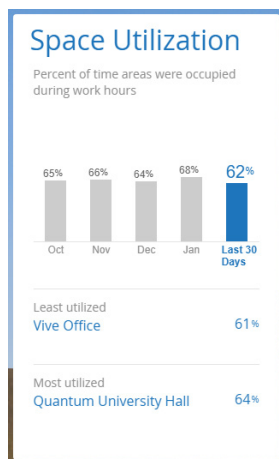 Space Utilization
Percent of time areas were occupied
during work hours
65% 66% 64% 68% 62%
Oct Nov Dec Jan Last 30
Days
Least utilized
Vive Office 61%
Most utilized
Quantum University Hall 64%